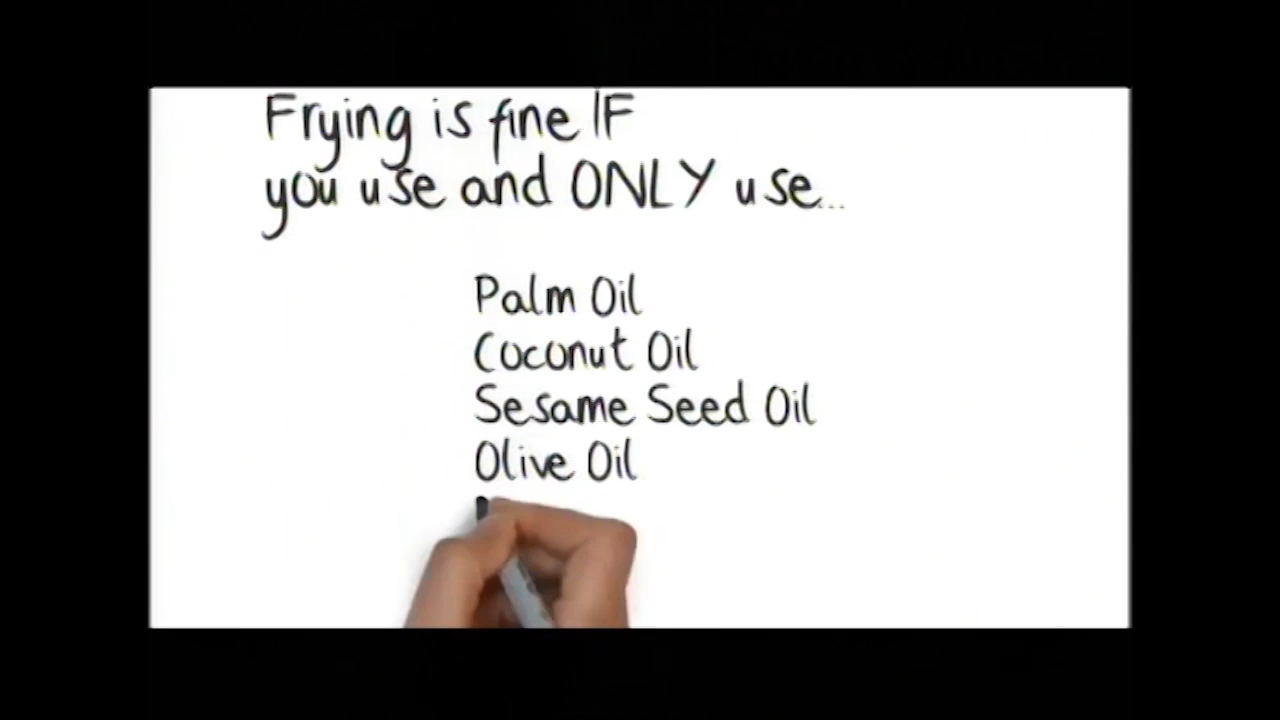 Frying is fine IF
you use and ONLY use...
Palm Oil
Coconut Oil
Sesame Seed Oil
Olive Oil